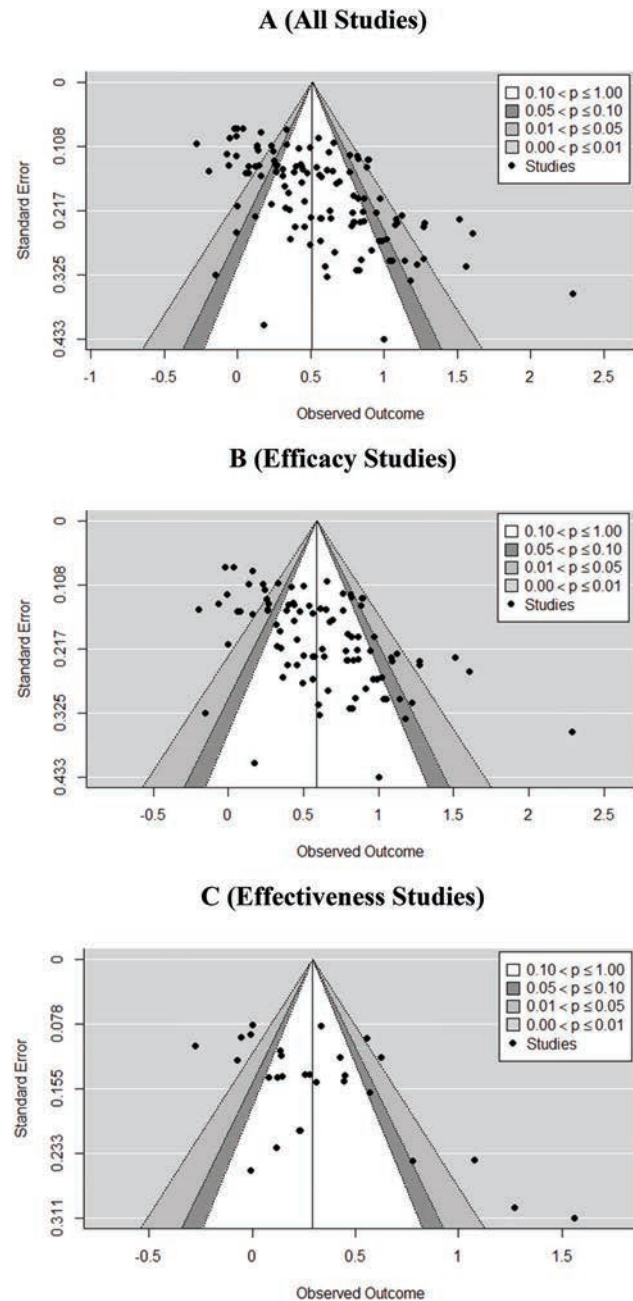 A (All Studies)
0
0.108
0.217
0.325
0.433
Standard Error
0.10 < p ≤ 1.00
0.05 < p ≤ 0.10
0.01 < p ≤ 0.05
0.00 < p ≤ 0.01
Studies
-1
-0.5
0
0.5
1
1.5
2
2.5
Observed Outcome
B (Efficacy Studies)
0
0.108
0.217
0.325
0.433
Standard Error
0.10 < p ≤ 1.00
0.05 < p ≤ 0.10
0.01 < p ≤ 0.05
0.00 < p ≤ 0.01
Studies
-0.5
0
0.5
1
1.5
2
2.5
Observed Outcome
C (Effectiveness Studies)
0
0.078
0.155
0.233
0.311
Standard Error
0.10 < p ≤ 1.00
0.05 < p ≤ 0.10
0.01 < p ≤ 0.05
0.00 < p ≤ 0.01
Studies
-0.5
0
0.5
1
1.5
Observed Outcome